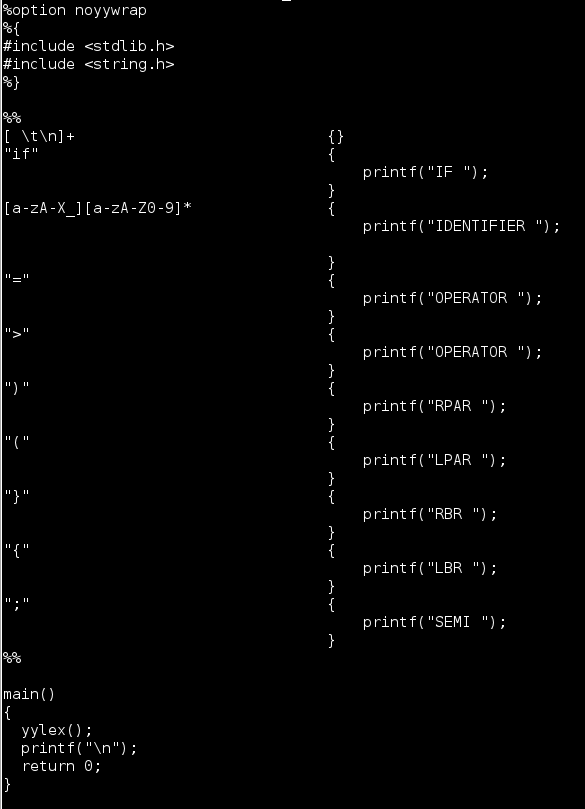 %option noyywrap
%{
#include <stdlib.h>
#include <string.h>
%}
%%
[ \t\n]+ {}
"if" {
printf("IF ");
}
[a-zA-X_][a-zA-Z0-9]* {
printf("IDENTIFIER ");
}
"=" {
printf("OPERATOR ");
}
">" {
printf("OPERATOR ");
}
")" {
printf("RPAR ");
}
"(" {
printf("LPAR ");
}
"}" {
printf("RBR ");
}
"{" {
printf("LBR ");
}
";" {
printf("SEMI ");
}
%%
main()
{
yylex();
printf("\n");
return 0;
}